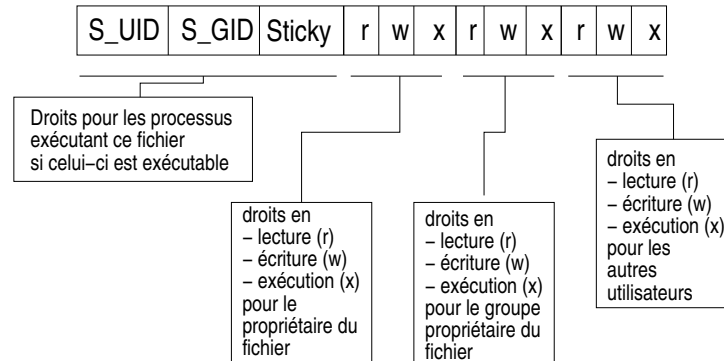 S_UID S_GID Sticky r w x r w x r w x
Droits pour les processus
exécutant ce fichier
si celui–ci est exécutable
droits en
– lecture (r)
– écriture (w)
– exécution (x)
pour le
propriétaire du
fichier
droits en
– lecture (r)
– écriture (w)
– exécution (x)
pour le groupe
propriétaire du
fichier
droits en
– lecture (r)
– écriture (w)
– exécution (x)
pour les
autres
utilisateurs